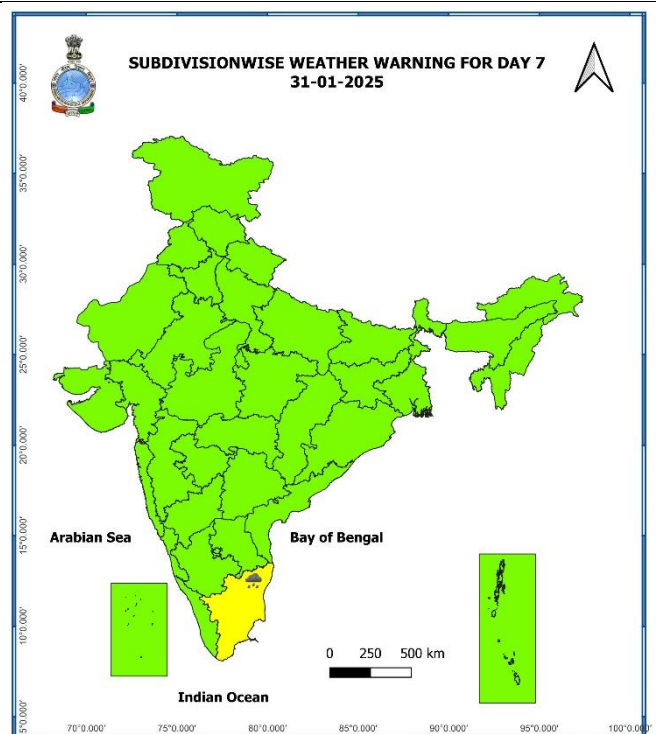 SUBDIVISIONWISE WEATHER WARNING FOR DAY 7
31-01-2025
40°0.000'
35°0.000'
30°0.000'
25°0.000'
20°0.000'
15°0.000'
10°0.000'
5°0.000'
Arabian Sea
Bay of Bengal
0 250 500 km
Indian Ocean
70°0.000' 75°0.000' 80°0.000' 85°0.000' 90°0.000' 95°0.000' 100°0.000'